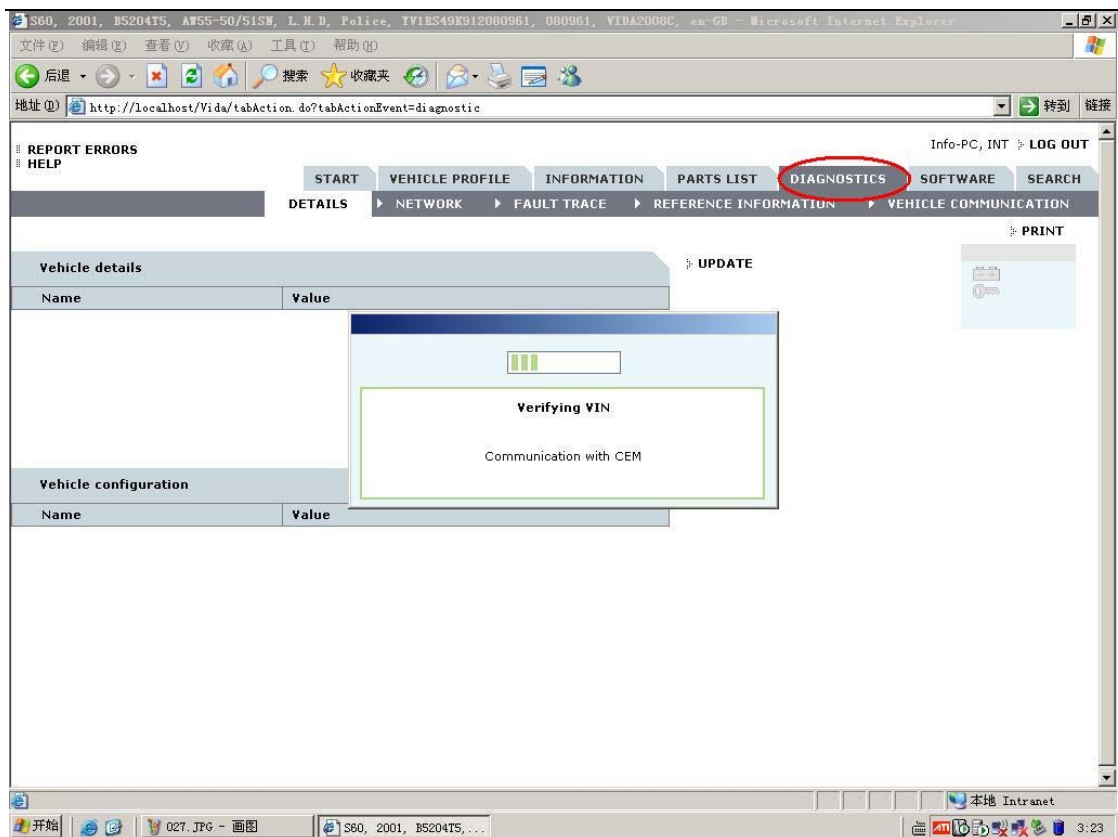 S60, 2001, B5204T5, AW55-50/51SN, L.H.D, Police, YV1RS49K912080961, 080961, VIDA2008C, en-GB - Microsoft Internet Explorer
文件(F) 编辑(E) 查看(V) 收藏(A) 工具(T) 帮助(H)
后退 搜索 收藏夹
地址(D) http://localhost/Vida/tabAction.do?tabActionEvent=diagnostic 转到 链接
REPORT ERRORS
HELP
Info-PC, INT LOG OUT
START VEHICLE PROFILE INFORMATION PARTS LIST DIAGNOSTICS SOFTWARE SEARCH
DETAILS NETWORK FAULT TRACE REFERENCE INFORMATION VEHICLE COMMUNICATION
PRINT
Vehicle details
UPDATE
Name Value
Verifying VIN
Communication with CEM
Vehicle configuration
Name Value
本地 Intranet
开始 027.JPG - 画图 S60, 2001, B5204T5,... ATI 3:23